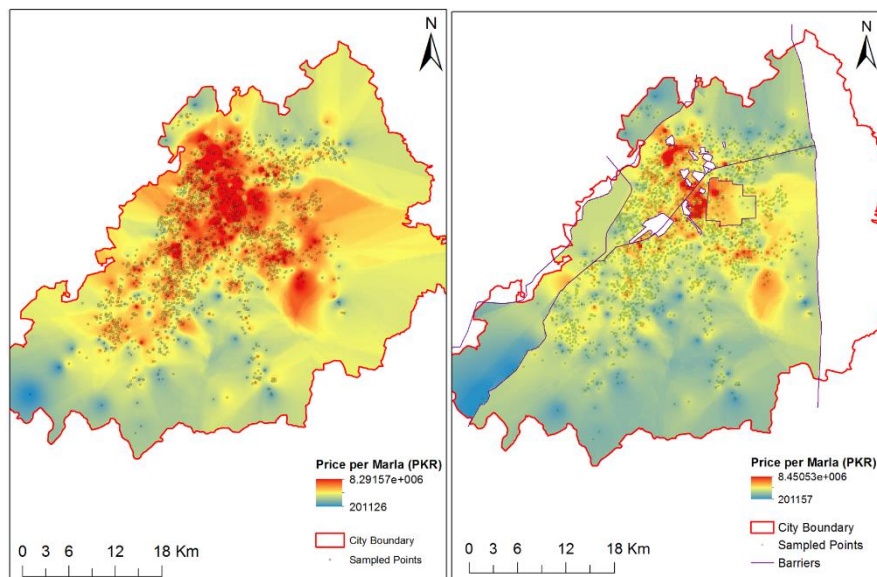 N
Price per Marla (PKR)
8.29157e+006
201126
City Boundary
Sampled Points
0 3 6 12 18 Km
N
Price per Marla (PKR)
8.45053e+006
201157
City Boundary
Sampled Points
Barriers
0 3 6 12 18 Km